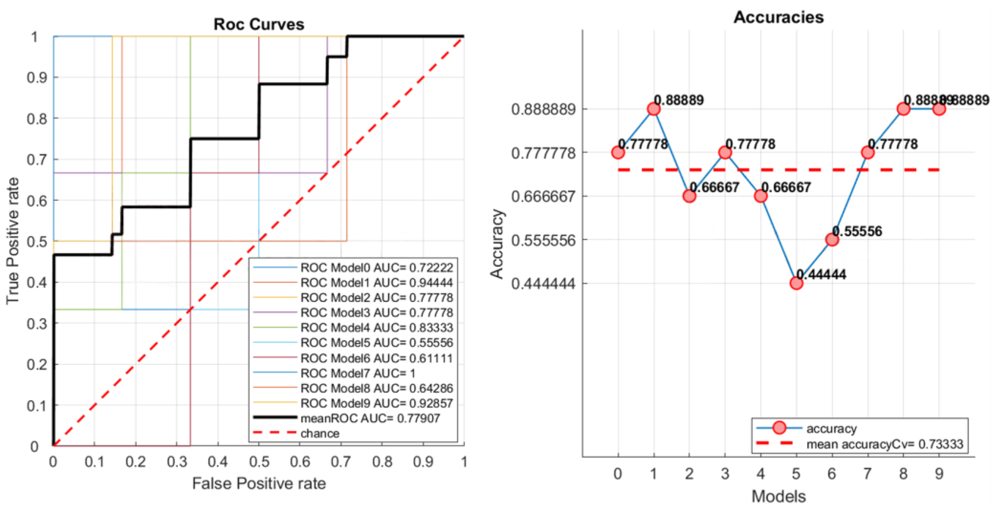 Roc Curves
1
0.9
0.8
0.7
0.6
0.5
0.4
0.3
0.2
0.1
0
True Positive rate
0 0.1 0.2 0.3 0.4 0.5 0.6 0.7 0.8 0.9 1
False Positive rate
ROC Model0 AUC= 0.72222
ROC Model1 AUC= 0.94444
ROC Model2 AUC= 0.77778
ROC Model3 AUC= 0.77778
ROC Model4 AUC= 0.83333
ROC Model5 AUC= 0.55556
ROC Model6 AUC= 0.61111
ROC Model7 AUC= 1
ROC Model8 AUC= 0.64286
ROC Model9 AUC= 0.92857
meanROC AUC= 0.77907
chance
Accuracies
0.888889
0.777778
0.666667
0.555556
0.444444
Accuracy
0.77778
0.88889
0.66667
0.77778
0.66667
0.44444
0.55556
0.77778
0.88889
0.88889
accuracy
mean accuracyCv= 0.73333
0 1 2 3 4 5 6 7 8 9
Models